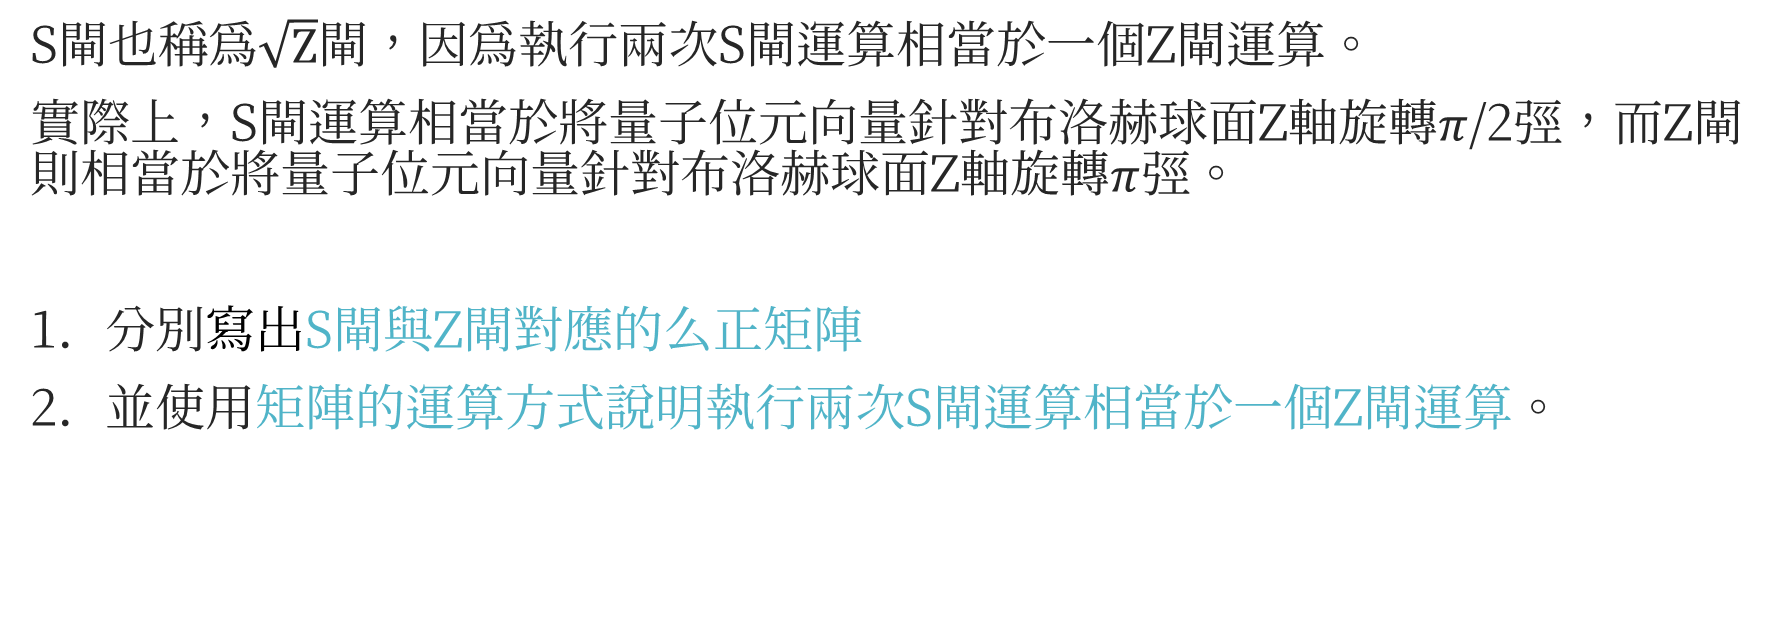 S閘也稱爲√Z閘，因爲執行兩次S閘運算相當於一個Z閘運算。
實際上，S閘運算相當於將量子位元向量針對布洛赫球面Z軸旋轉π/2弳，而Z閘
則相當於將量子位元向量針對布洛赫球面Z軸旋轉π弳。
1. 分別寫出S閘與Z閘對應的么正矩陣
2. 並使用矩陣的運算方式說明執行兩次S閘運算相當於一個Z閘運算。